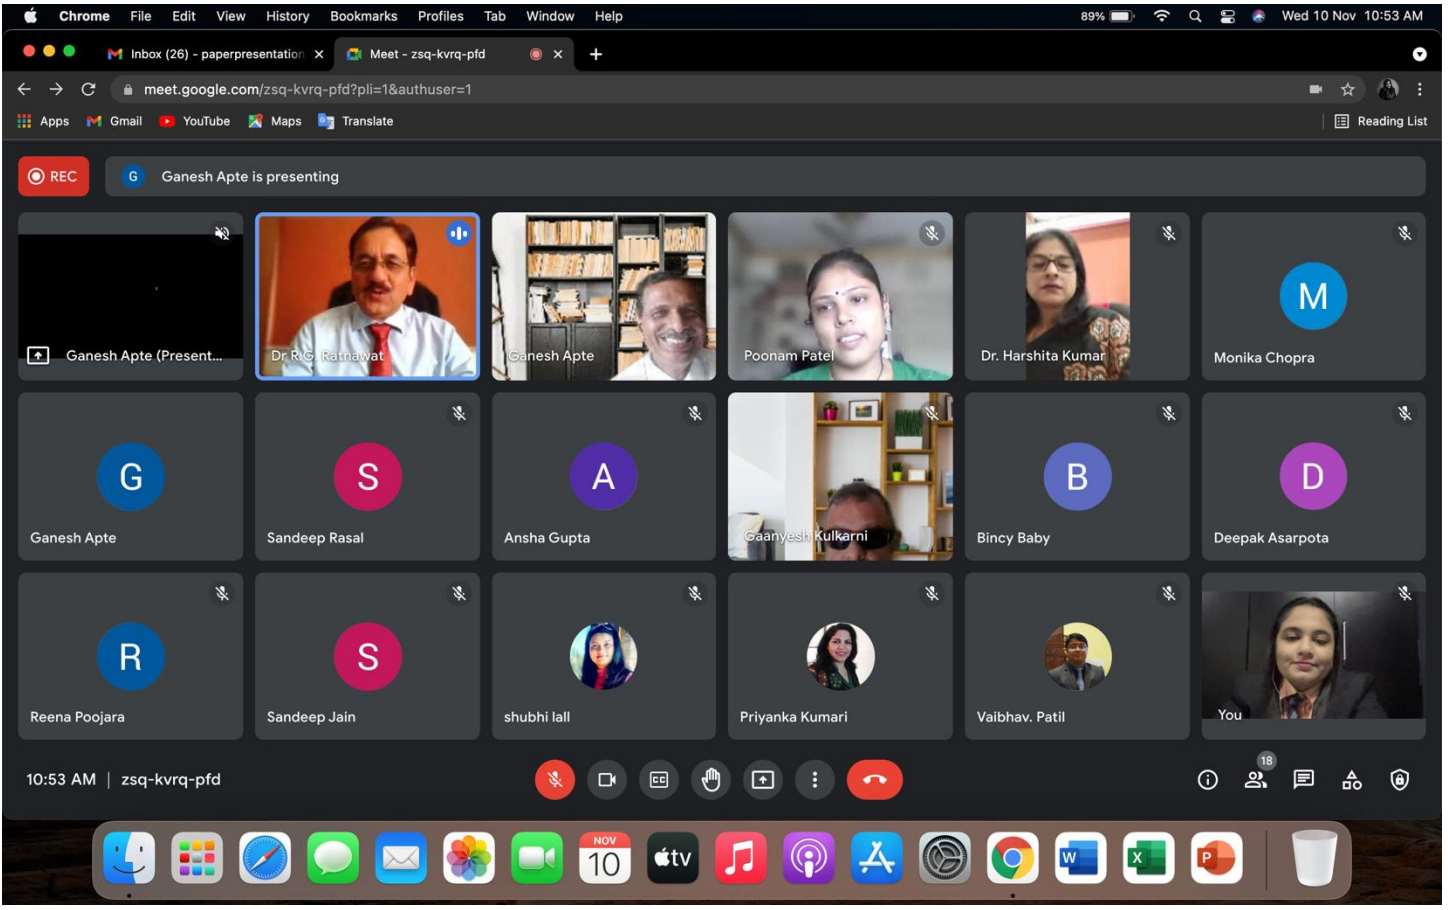 Chrome File Edit View History Bookmarks Profiles Tab Window Help 89% Wed 10 Nov 10:53 AM
Inbox (26) - paperpresentation Meet - zsq-kvrq-pfd
meet.google.com/zsq-kvrq-pfd?pli=1&authuser=1
Apps Gmail YouTube Maps Translate Reading List
REC G Ganesh Apte is presenting
Ganesh Apte (Present... Dr R.G. Ratnawat Ganesh Apte Poonam Patel Dr. Harshita Kumar M Monika Chopra
G S A B D
Ganesh Apte Sandeep Rasal Ansha Gupta Gaanyesh Kulkarni Bincy Baby Deepak Asarpota
R S
Reena Poojara Sandeep Jain shubhi lall Priyanka Kumari Vaibhav. Patil You
10:53 AM | zsq-kvrq-pfd CC 18
NOV
10 tv W X P